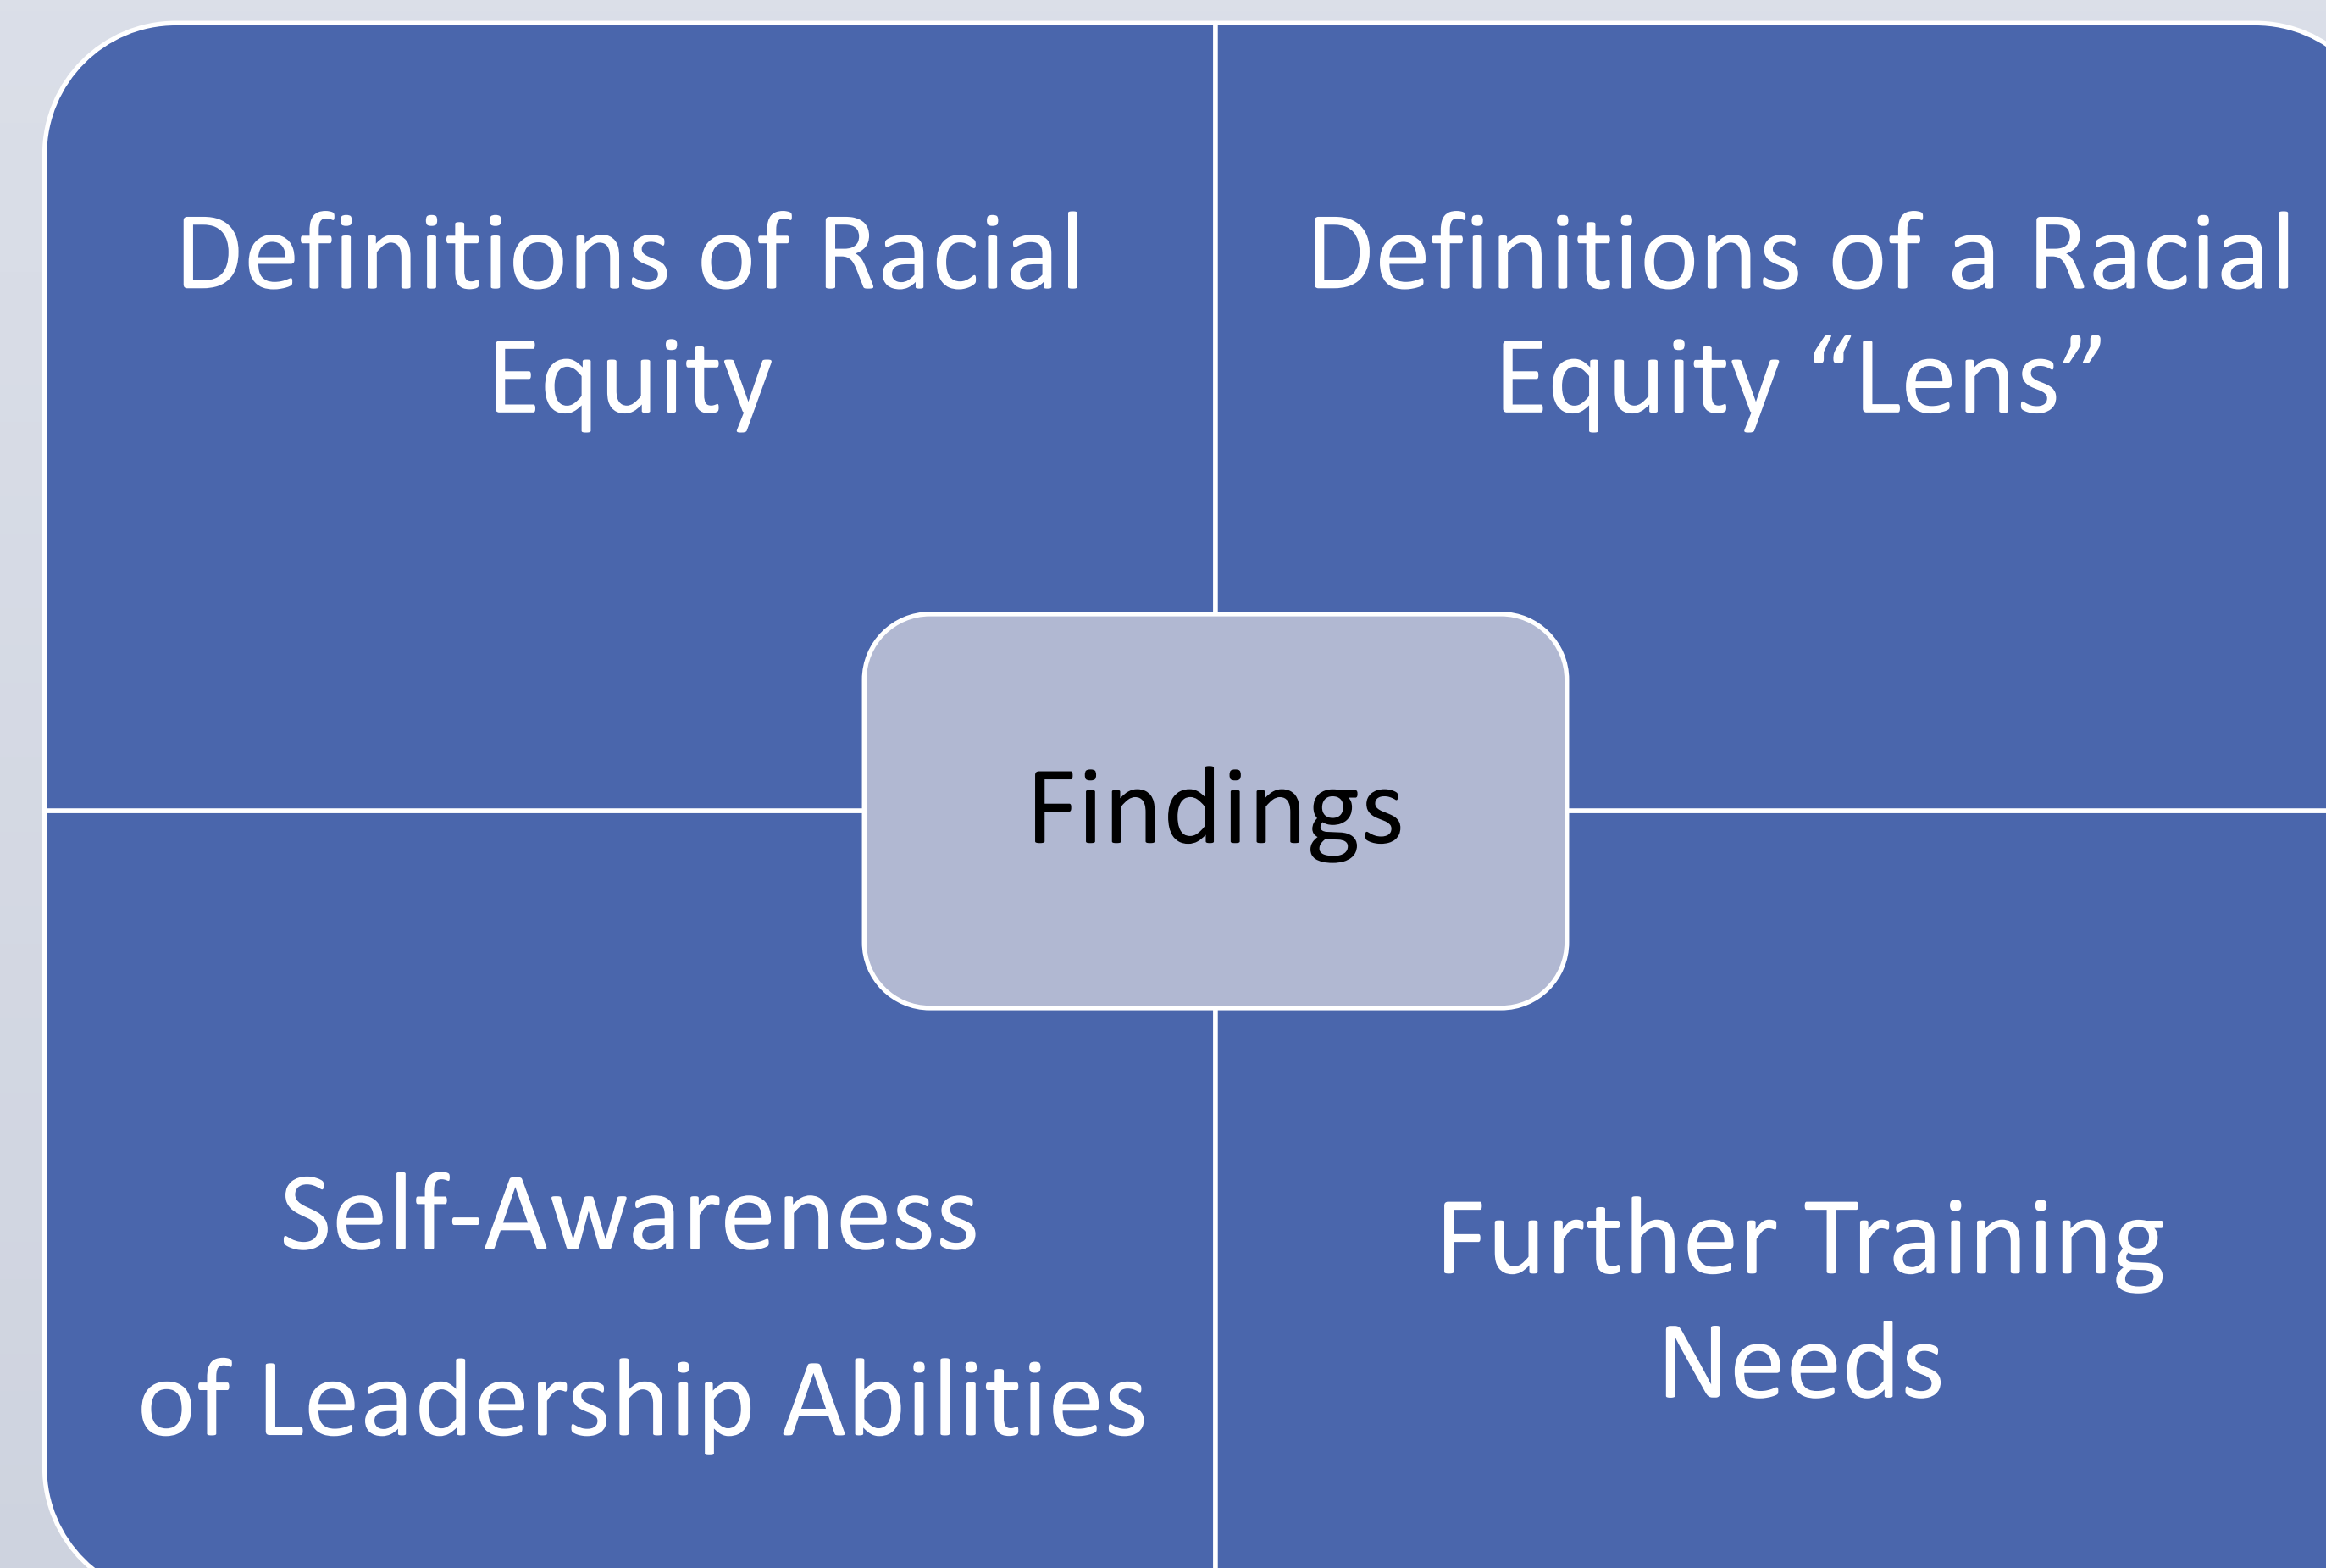 Definitions of Racial
Equity
Definitions of a Racial
Equity “Lens”
Findings
Self-Awareness
of Leadership Abilities
Further Training
Needs